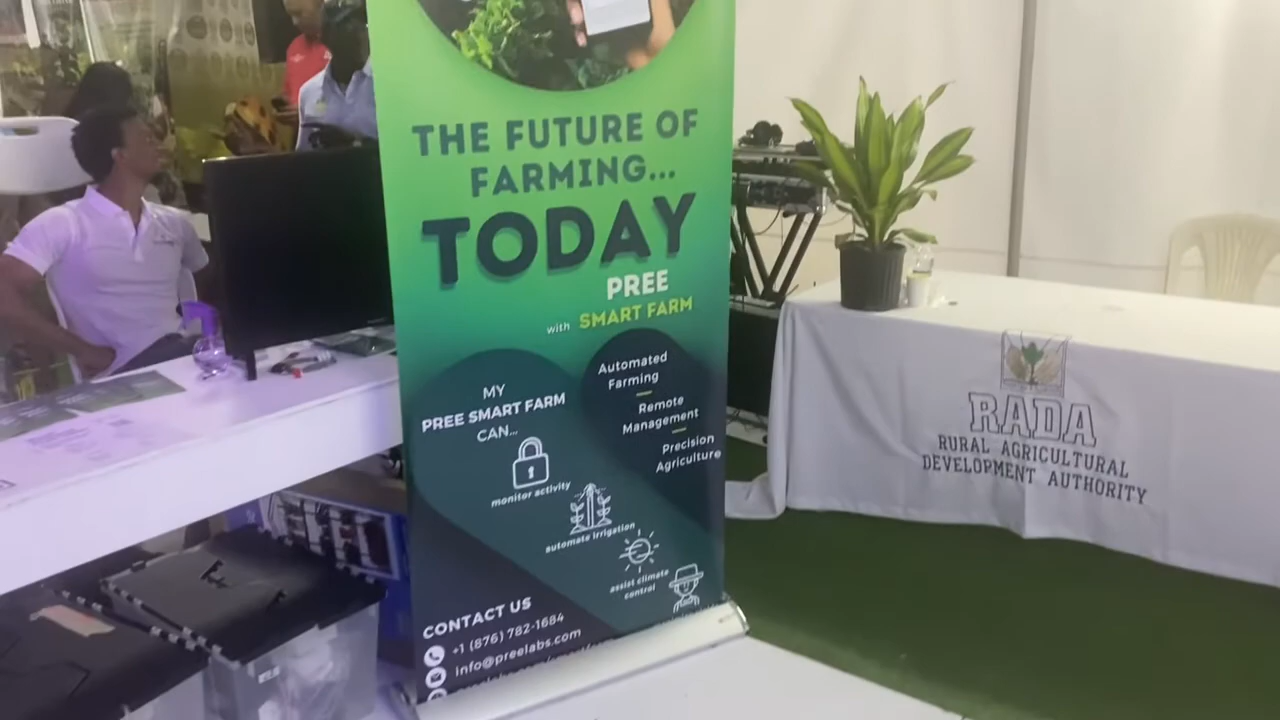 THE FUTURE OF
FARMING...
TODAY
PREE
with SMART FARM
MY
PREE SMART FARM
CAN...
monitor activity
automate irrigation
assist climate
control
Automated
Farming
Remote
Management
Precision
Agriculture
CONTACT US
+1 (876) 782-1684
info@preelabs.com
RADA
RURAL AGRICULTURAL
DEVELOPMENT AUTHORITY